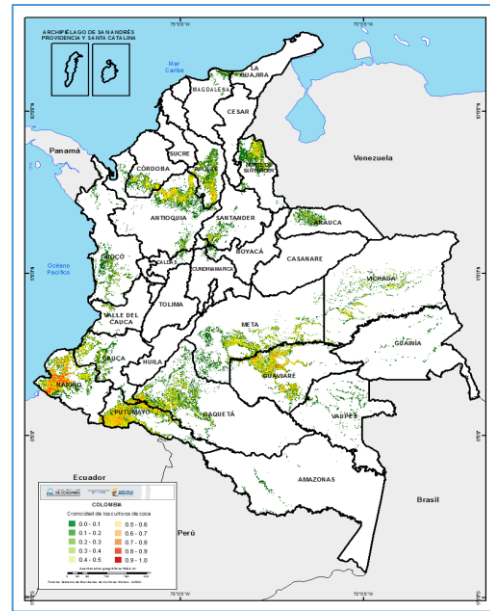 ARCHIPIÉLAGO DE SAN ANDRÉS
PROVIDENCIA Y SANTA CATALINA
Mar
Caribe
LA
GUAJIRA
MAGDALENA
CESAR
Panamá
SUCRE
CÓRDOBA
NORTE DE
SANTANDER
Venezuela
ANTIOQUIA
SANTANDER
ARAUCA
CHOCÓ
Océano
Pacífico
CALDAS
BOYACÁ
CUNDINAMARCA
CASANARE
VICHADA
VALLE DEL
CAUCA
TOLIMA
META
GUAINÍA
CAUCA
HUILA
GUAVIARE
NARIÑO
PUTUMAYO
CAQUETÁ
VAUPÉS
AMAZONAS
Ecuador
Perú
Brasil
COLOMBIA
Cronicidad de los cultivos de coca
0.0 - 0.1
0.1 - 0.2
0.2 - 0.3
0.3 - 0.4
0.4 - 0.5
0.5 - 0.6
0.6 - 0.7
0.7 - 0.8
0.8 - 0.9
0.9 - 1.0